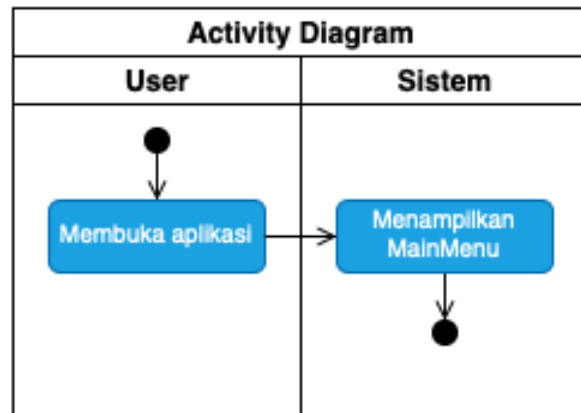 Activity Diagram
User
Sistem
Membuka aplikasi
Menampilkan
MainMenu